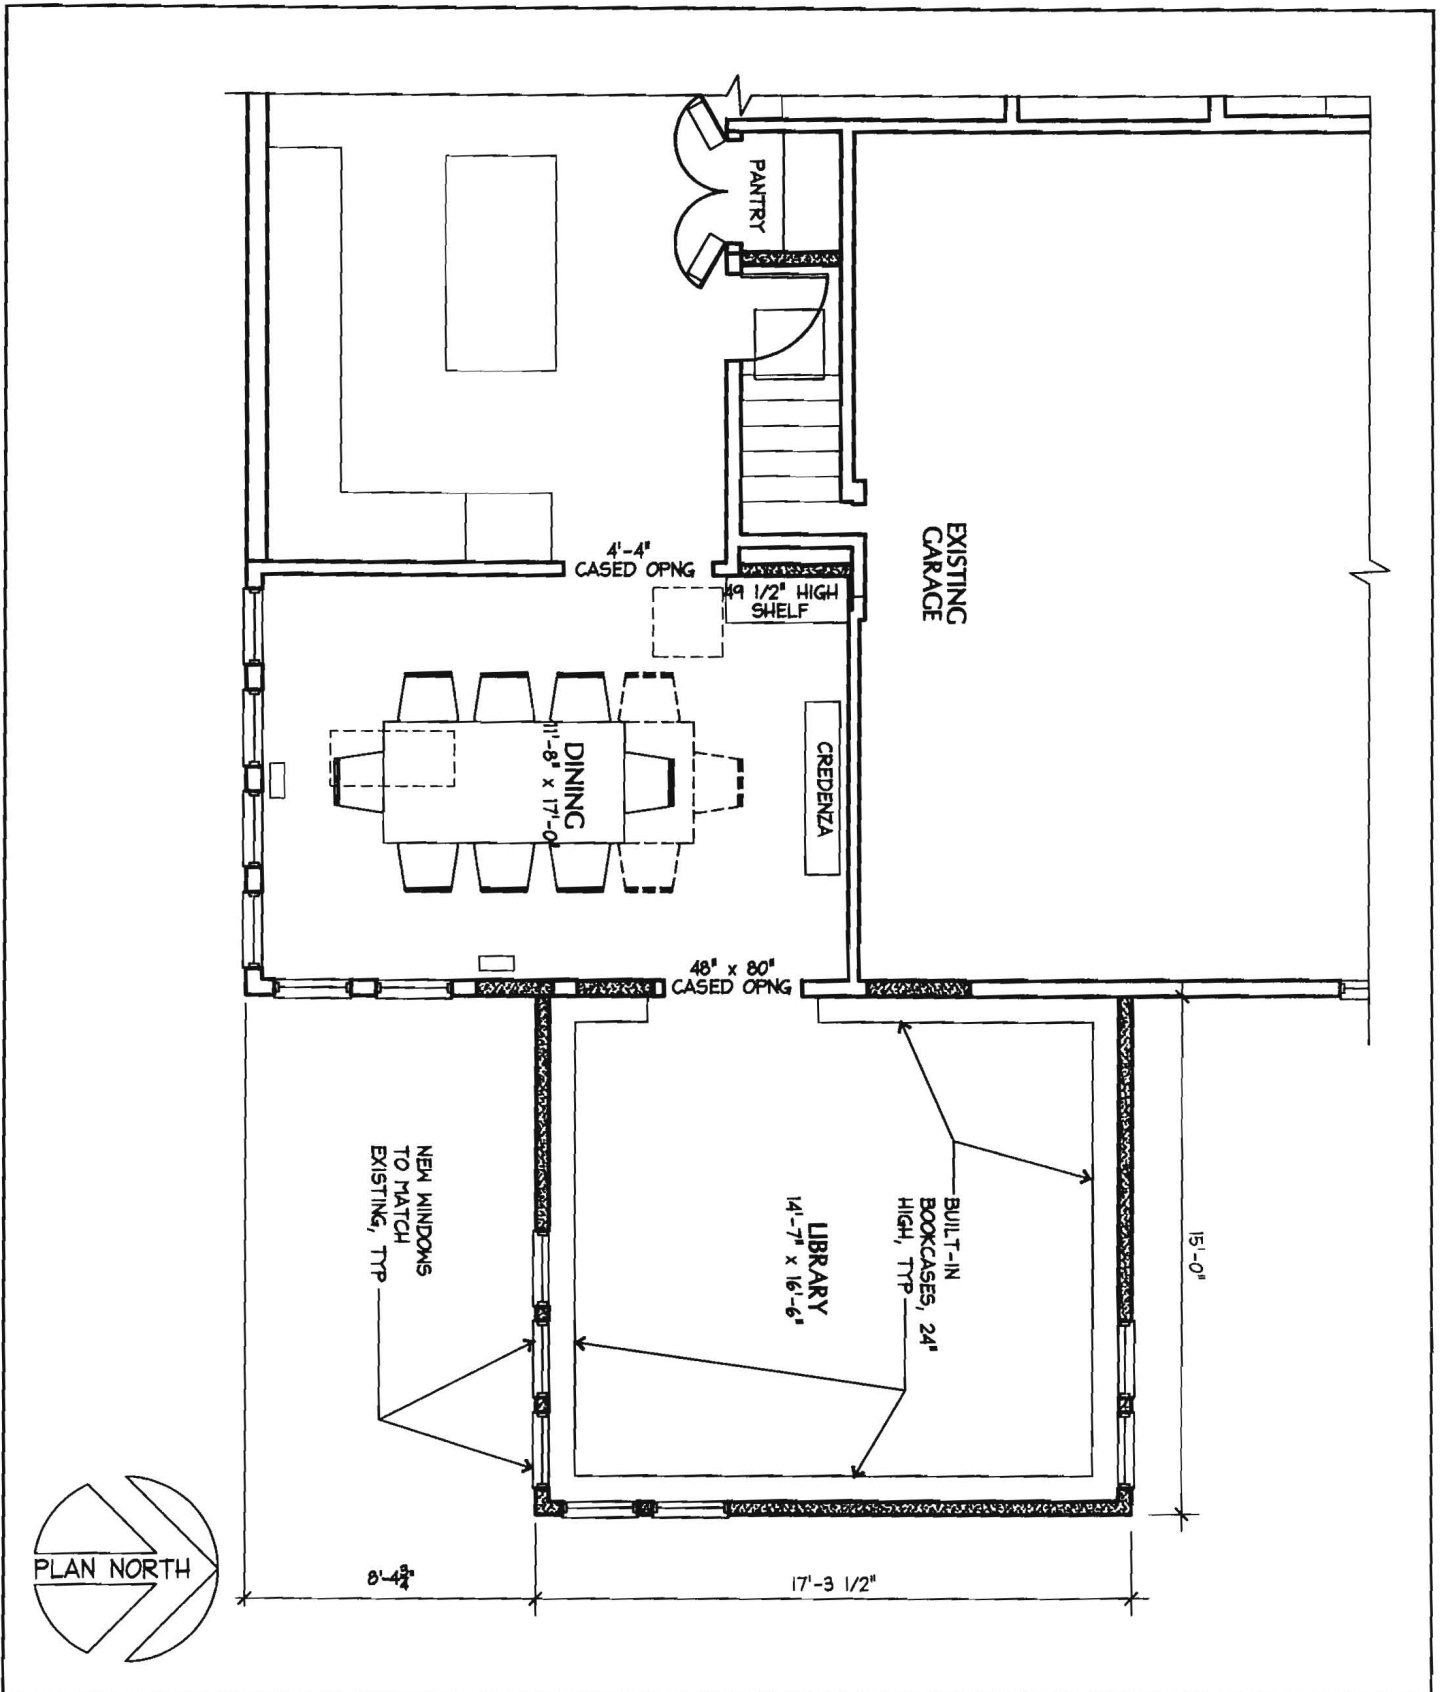 PANTRY
EXISTING
GARAGE
4'-4"
CASED OPNG
49 1/2" HIGH
SHELF
DINING
11'-8" x 17'-0"
CREDENZA
48" x 80"
CASED OPNG
NEW WINDOWS
TO MATCH
EXISTING, TYP
BUILT-IN
BOOKCASES, 24"
HIGH, TYP
LIBRARY
14'-7" x 16'-6"
15'-0"
PLAN NORTH
8'-4 3/4"
17'-3 1/2"